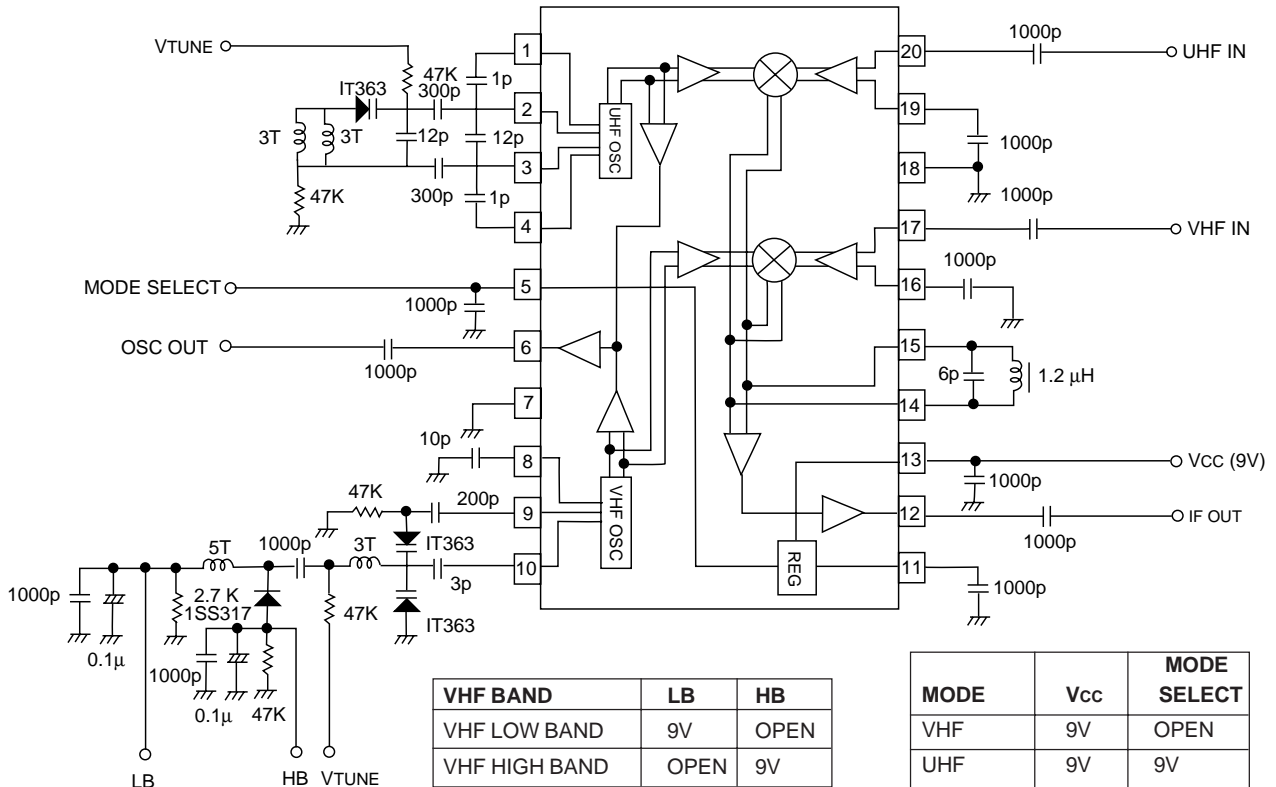 1000p
VTUNE
1
20
UHF IN
47K
1p
IT363
300p
2
UHF OSC
19
3T
3T
12p
12p
1000p
3
18
47K
300p
1p
1000p
4
17
VHF IN
1000p
MODE SELECT
5
16
1000p
OSC OUT
6
15
1000p
6p
1.2 μH
14
7
10p
13
VCC (9V)
8
1000p
47K
200p
VHF OSC
12
IF OUT
9
5T
1000p
3T
IT363
REG
1000p
10
11
3p
1000p
2.7 K
1000p
1SS317
47K
IT363
0.1μ
1000p
0.1μ
47K
LB
HB
VTUNE
VHF BAND LB HB
VHF LOW BAND 9V OPEN
VHF HIGH BAND OPEN 9V
MODE VCC MODE SELECT
VHF 9V OPEN
UHF 9V 9V